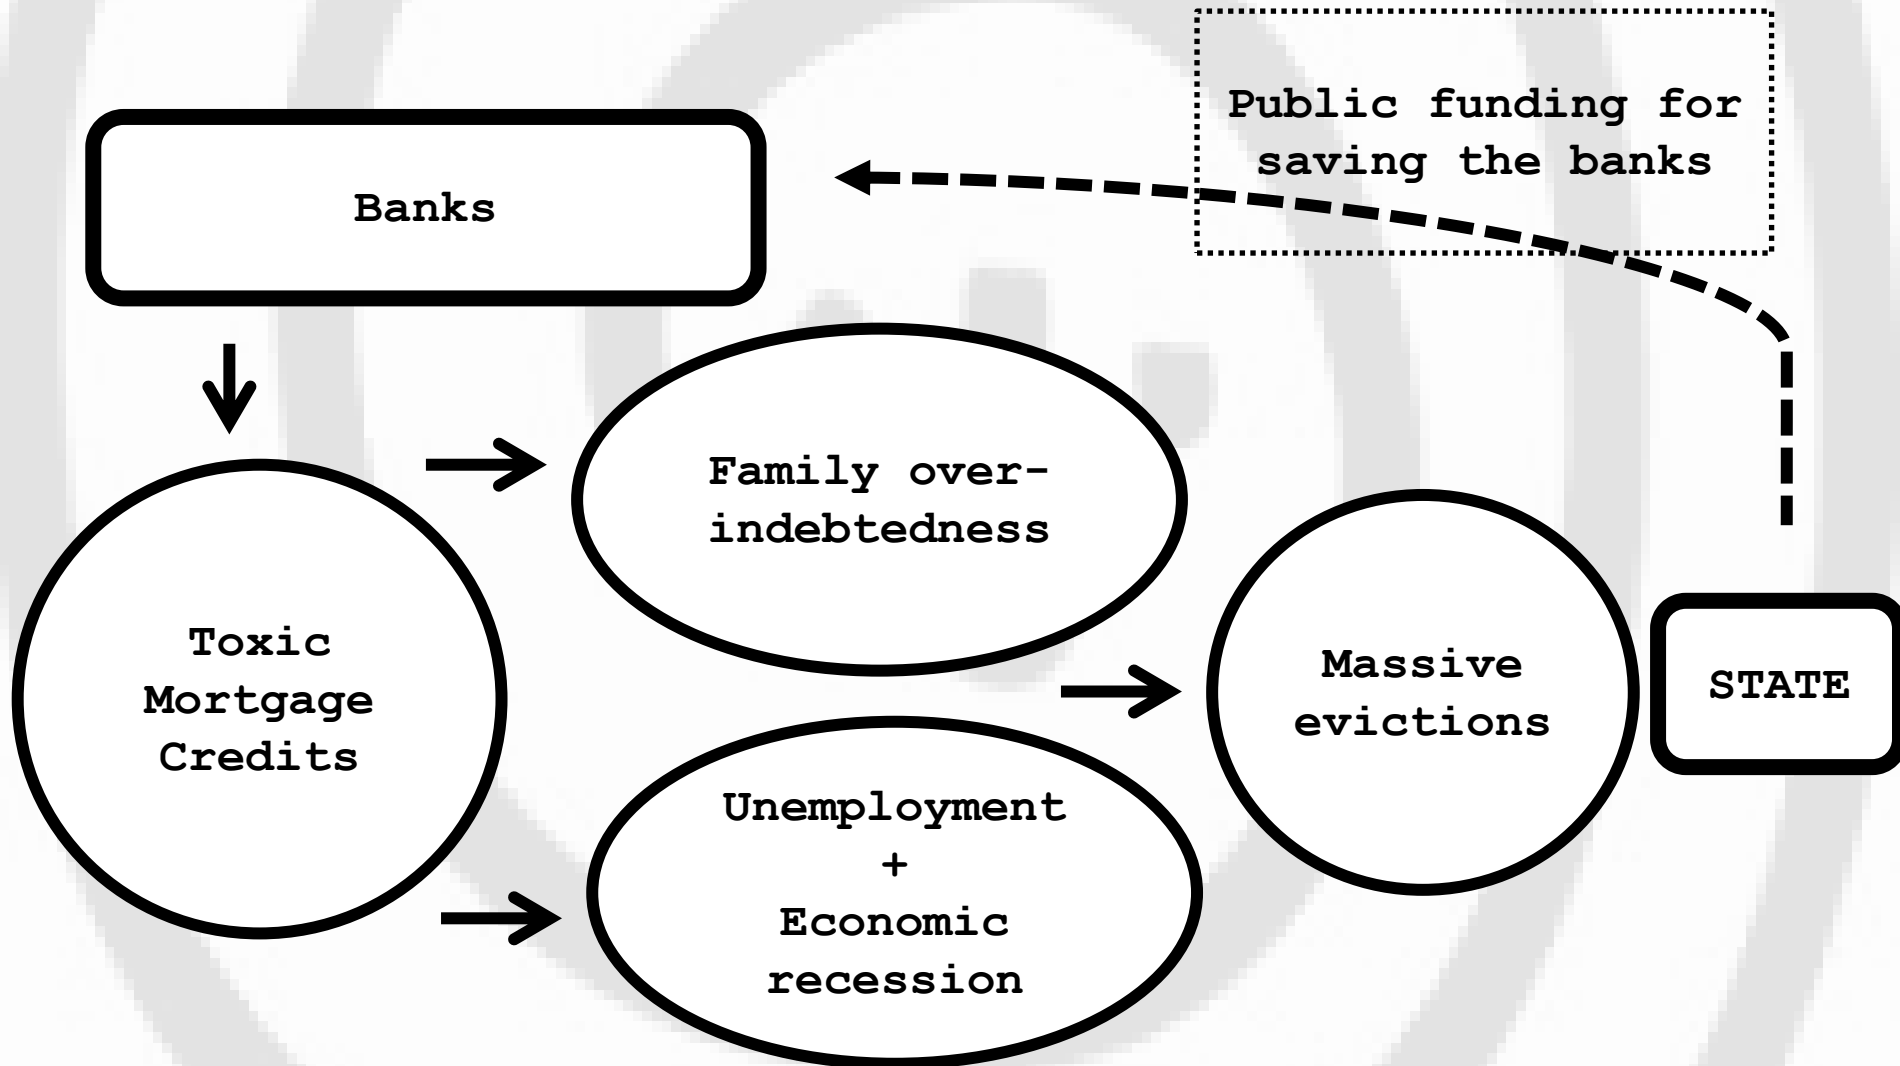 Public funding for
saving the banks
Banks
Family over-
indebtedness
Toxic
Mortgage
Credits
Massive
evictions
STATE
Unemployment
+
Economic
recession